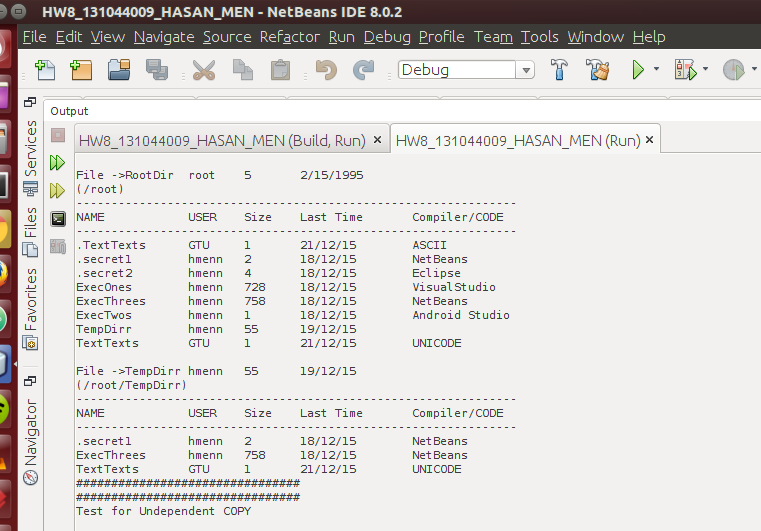 HW8_131044009_HASAN_MEN - NetBeans IDE 8.0.2
File Edit View Navigate Source Refactor Run Debug Profile Team Tools Window Help
Debug
Output
HW8_131044009_HASAN_MEN (Build, Run) × HW8_131044009_HASAN_MEN (Run) ×
Services
Files
Favorites
Navigator
File ->RootDir root 5 2/15/1995
(/root)
---------------------------------------------------------------
NAME USER Size Last Time Compiler/CODE
---------------------------------------------------------------
.TextTexts GTU 1 21/12/15 ASCII
.secret1 hmenn 2 18/12/15 NetBeans
.secret2 hmenn 4 18/12/15 Eclipse
ExecOnes hmenn 728 18/12/15 VisualStudio
ExecThrees hmenn 758 18/12/15 NetBeans
ExecTwos hmenn 1 18/12/15 Android Studio
TempDirr hmenn 55 19/12/15
TextTexts GTU 1 21/12/15 UNICODE
File ->TempDirr hmenn 55 19/12/15
(/root/TempDirr)
---------------------------------------------------------------
NAME USER Size Last Time Compiler/CODE
---------------------------------------------------------------
.secret1 hmenn 2 18/12/15 NetBeans
ExecThrees hmenn 758 18/12/15 NetBeans
TextTexts GTU 1 21/12/15 UNICODE
################################
################################
Test for Undependent COPY